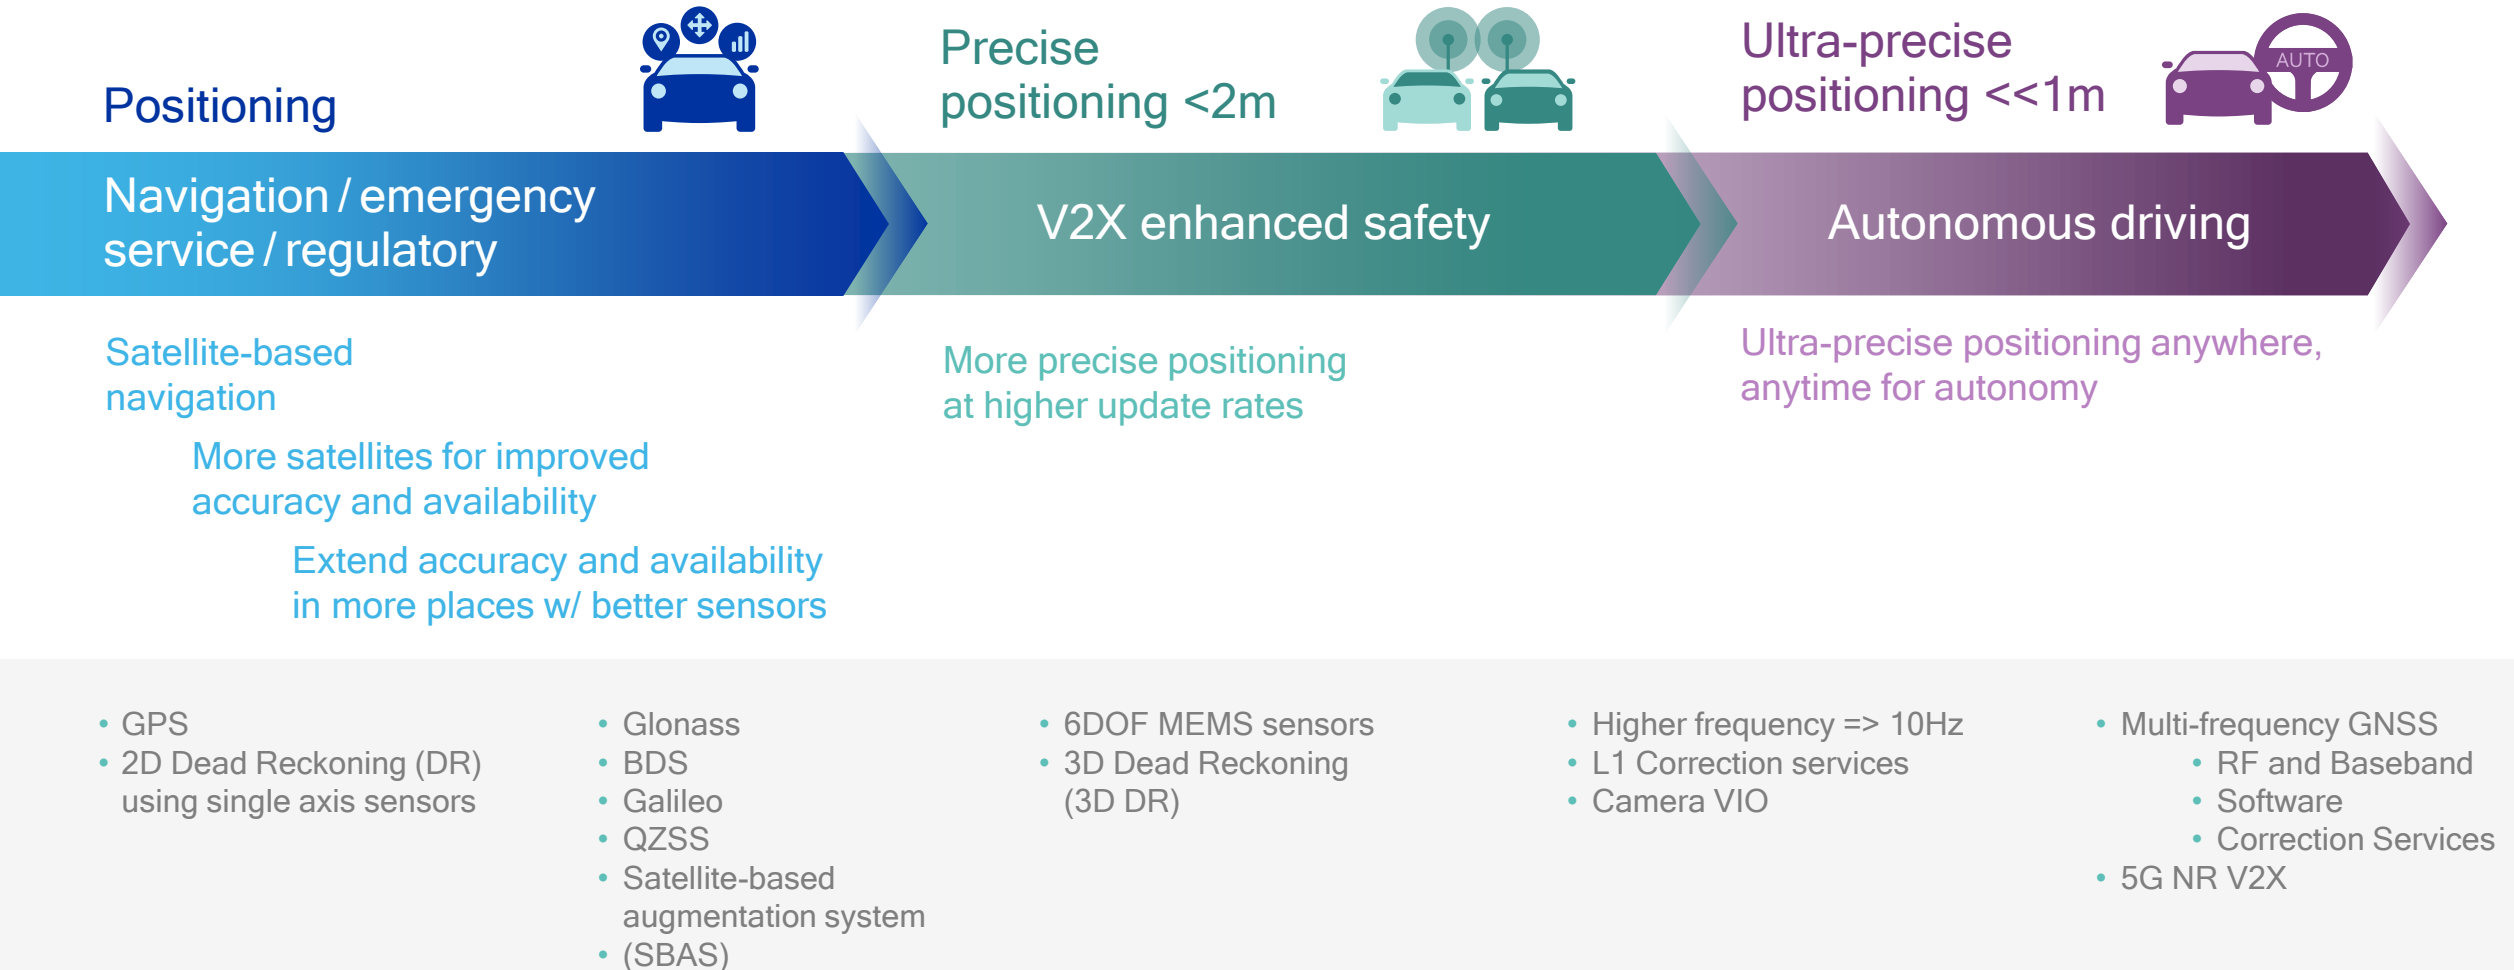 Positioning
Precise
positioning <2m
Ultra-precise
positioning <<1m
AUTO
Navigation / emergency
service / regulatory
V2X enhanced safety
Autonomous driving
Satellite-based
navigation
More satellites for improved
accuracy and availability
Extend accuracy and availability
in more places w/ better sensors
More precise positioning
at higher update rates
Ultra-precise positioning anywhere,
anytime for autonomy
• GPS
• 2D Dead Reckoning (DR)
using single axis sensors
• Glonass
• BDS
• Galileo
• QZSS
• Satellite-based
augmentation system
• (SBAS)
• 6DOF MEMS sensors
• 3D Dead Reckoning
(3D DR)
• Higher frequency => 10Hz
• L1 Correction services
• Camera VIO
• Multi-frequency GNSS
• RF and Baseband
• Software
• Correction Services
• 5G NR V2X